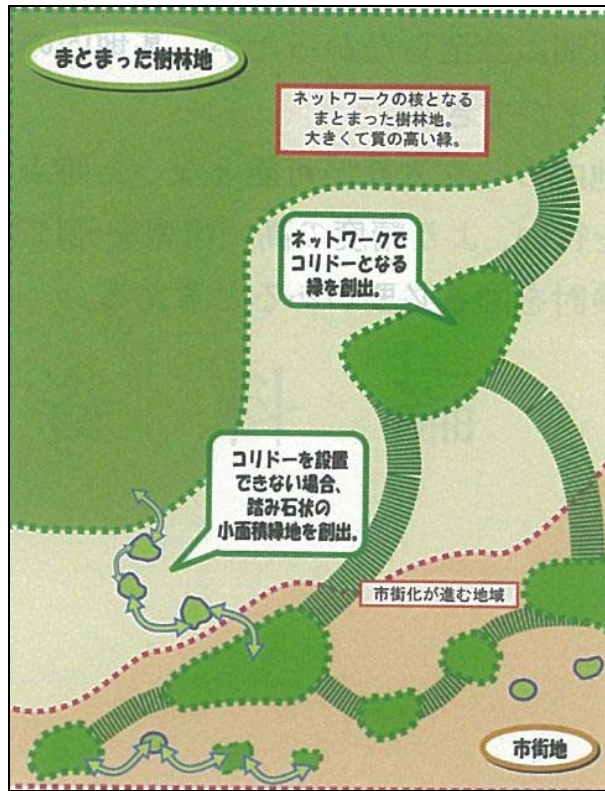 まとまった樹林地
ネットワークの核となる
まとまった樹林地。
大きくて質の高い緑。
ネットワークで
コリドーとなる
緑を創出。
コリドーを設置
できない場合、
踏み石状の
小面積緑地を創出。
市街化が進む地域
市街地